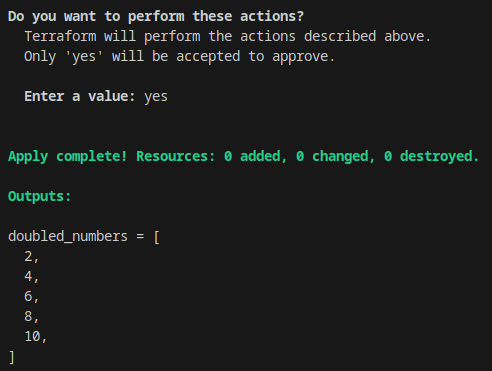 Do you want to perform these actions?
  Terraform will perform the actions described above.
  Only 'yes' will be accepted to approve.

  Enter a value: yes


Apply complete! Resources: 0 added, 0 changed, 0 destroyed.

Outputs:

doubled_numbers = [
  2,
  4,
  6,
  8,
  10,
]